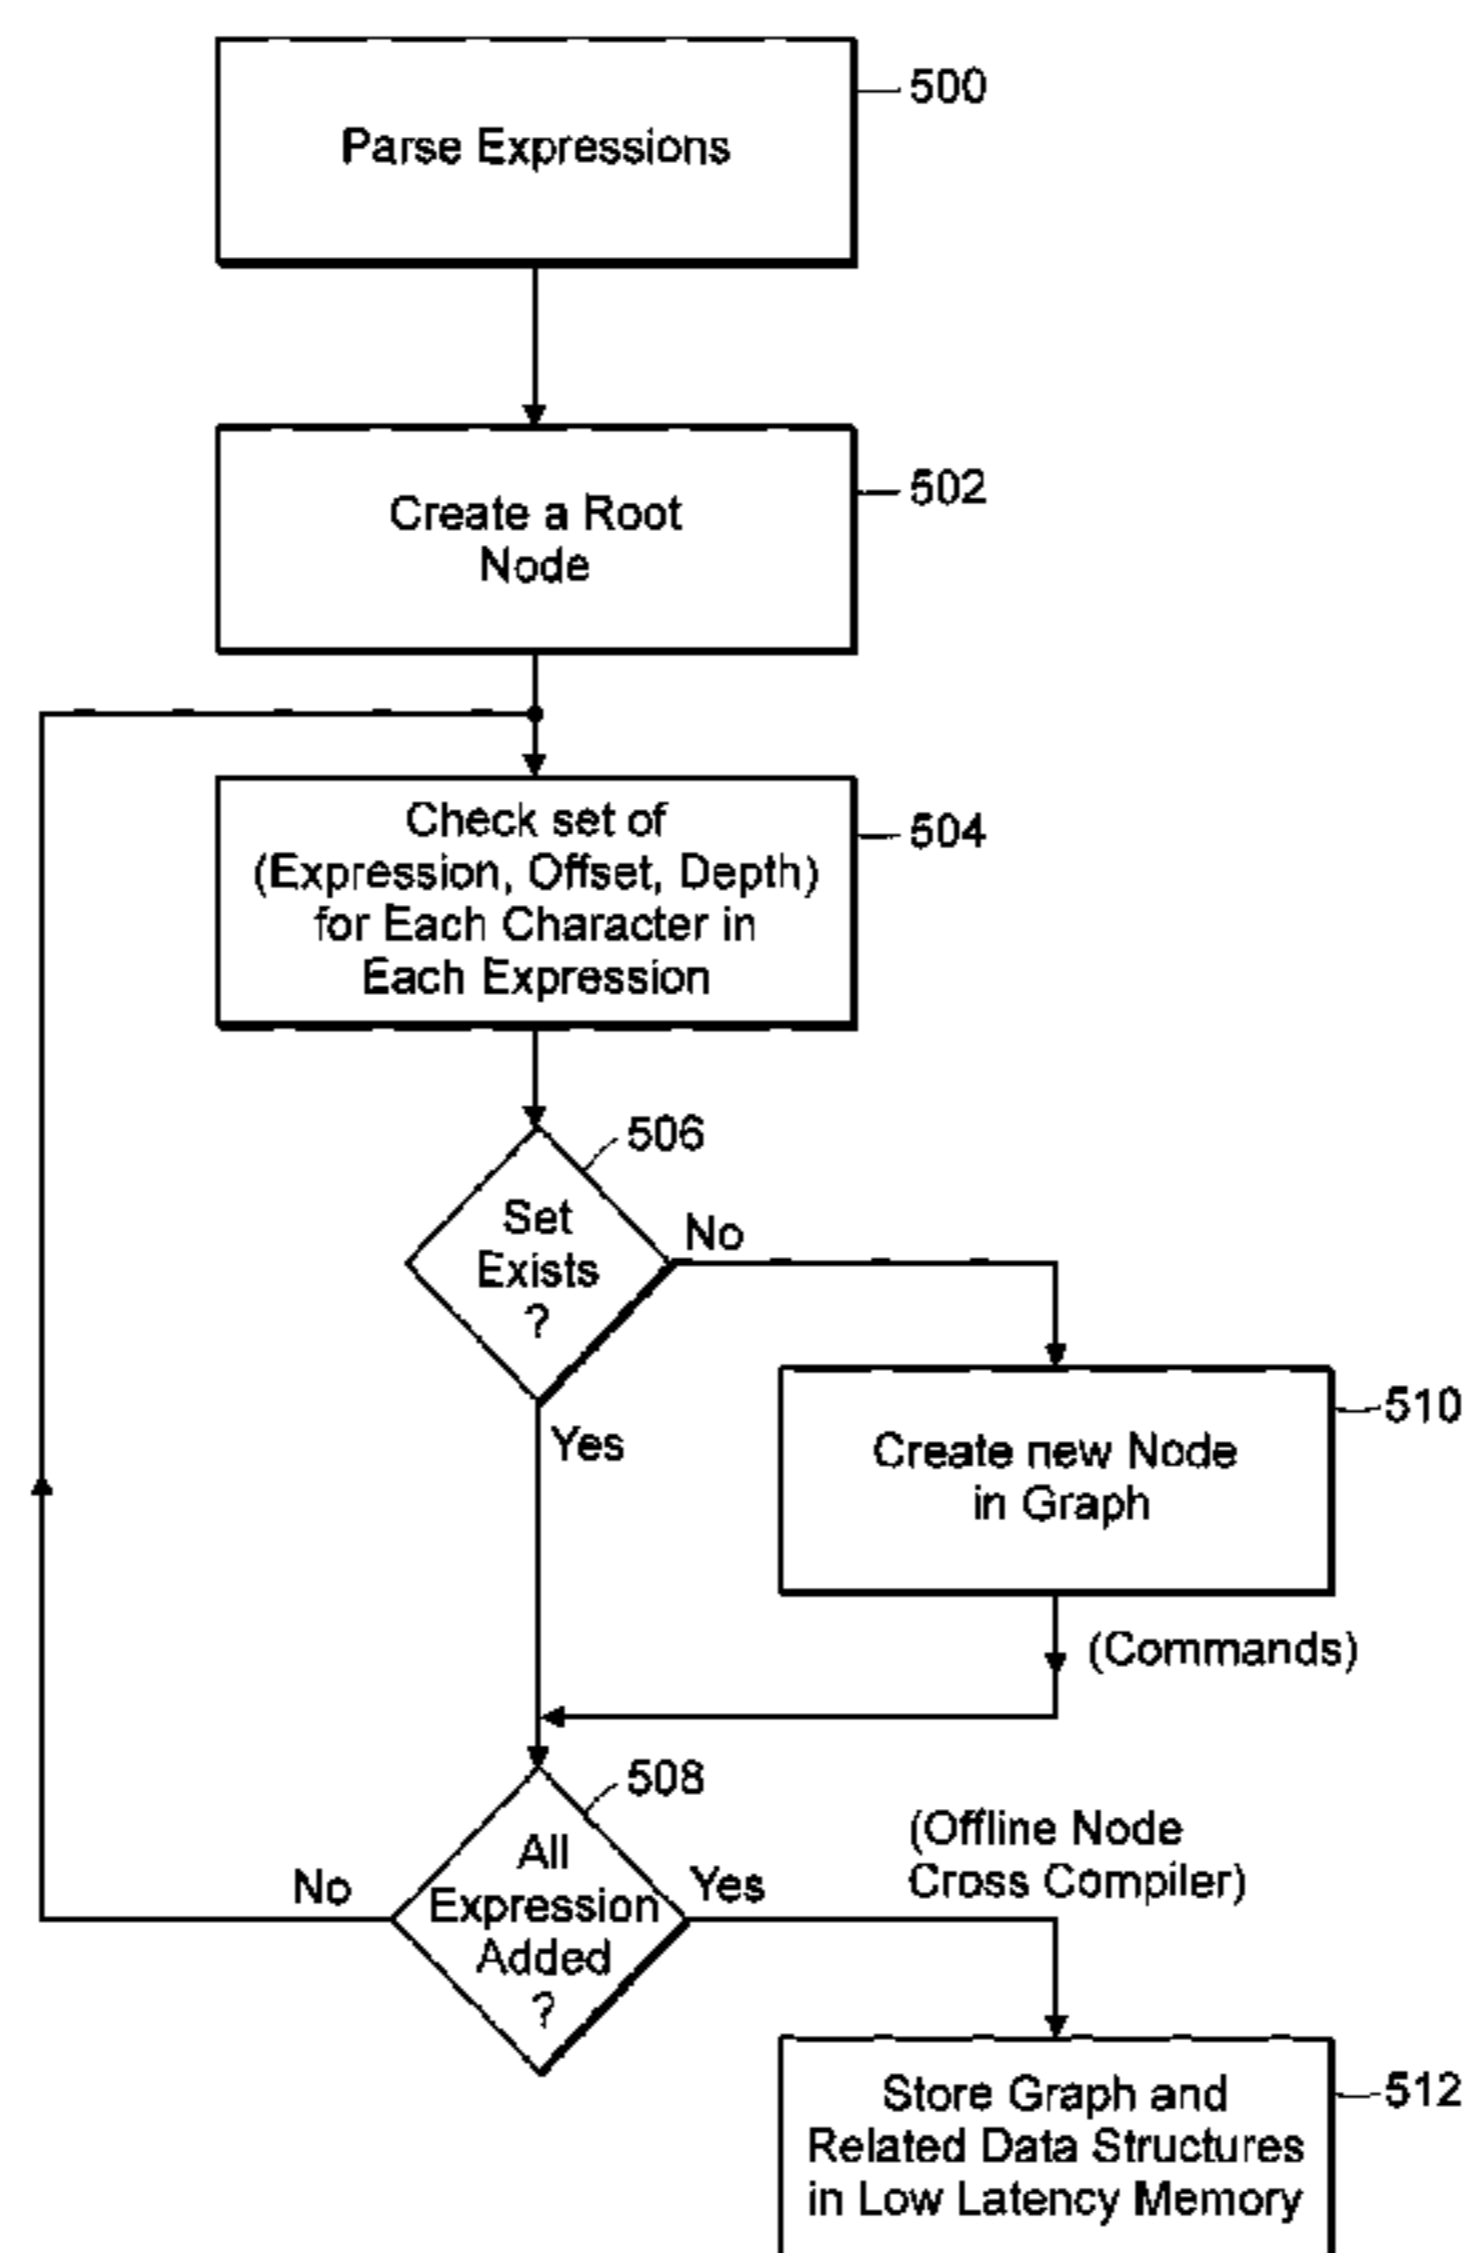 500
Parse Expressions
502
Create a Root
Node
504
Check set of
(Expression, Offset, Depth)
for Each Character in
Each Expression
506
Set
Exists
?
No
Yes
510
Create new Node
in Graph
(Commands)
508
All
Expression
Added
?
No
Yes
(Offline Node
Cross Compiler)
512
Store Graph and
Related Data Structures
in Low Latency Memory